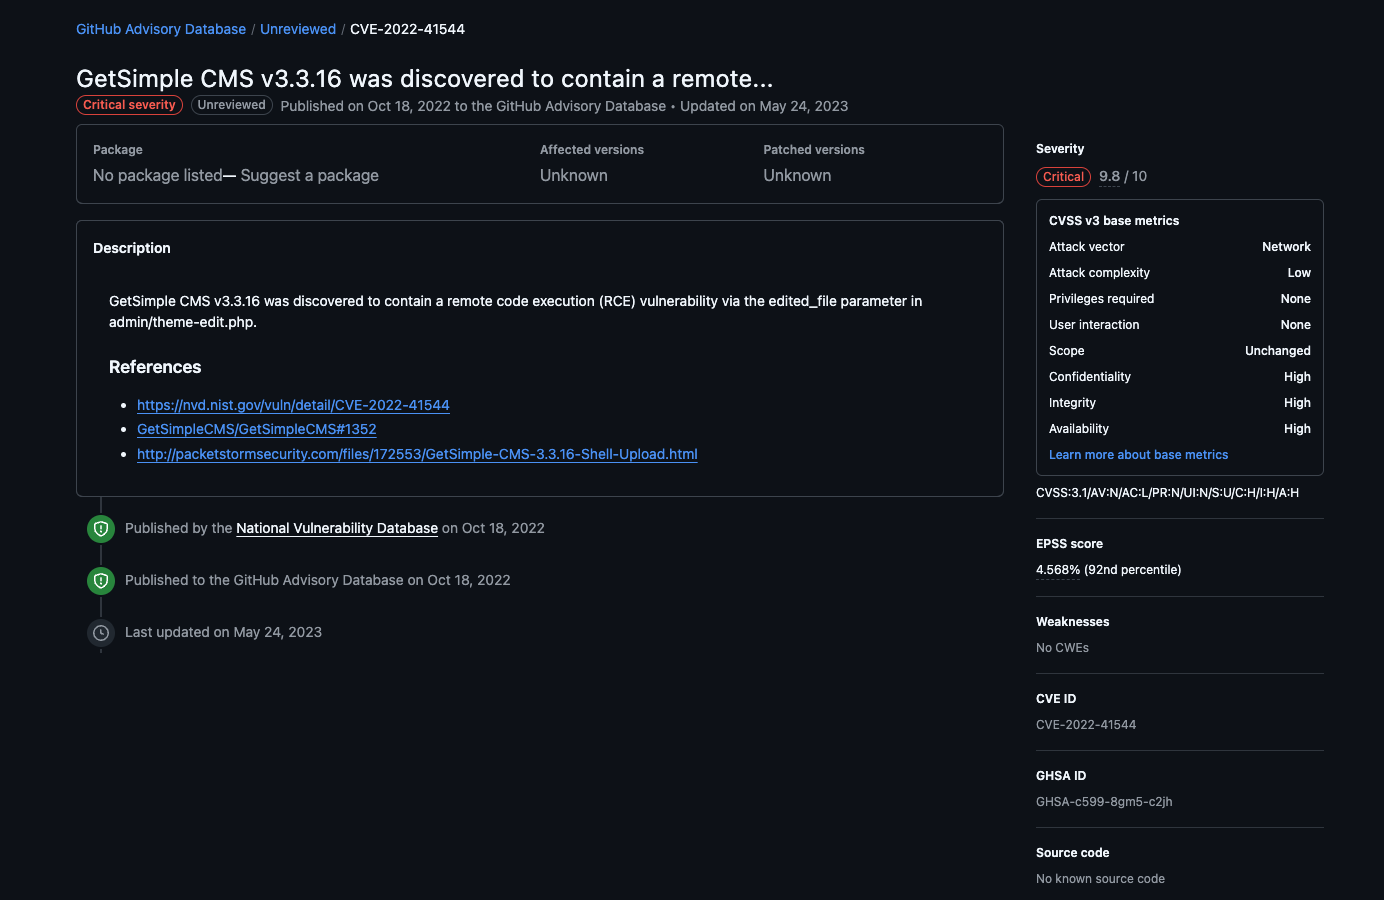 GitHub Advisory Database / Unreviewed / CVE-2022-41544
GetSimple CMS v3.3.16 was discovered to contain a remote...
Critical severity Unreviewed Published on Oct 18, 2022 to the GitHub Advisory Database • Updated on May 24, 2023
Package Affected versions Patched versions
No package listed— Suggest a package Unknown Unknown
Description
GetSimple CMS v3.3.16 was discovered to contain a remote code execution (RCE) vulnerability via the edited_file parameter in
admin/theme-edit.php.
References
• https://nvd.nist.gov/vuln/detail/CVE-2022-41544
• GetSimpleCMS/GetSimpleCMS#1352
• http://packetstormsecurity.com/files/172553/GetSimple-CMS-3.3.16-Shell-Upload.html
Published by the National Vulnerability Database on Oct 18, 2022
Published to the GitHub Advisory Database on Oct 18, 2022
Last updated on May 24, 2023
Severity
Critical 9.8 / 10
CVSS v3 base metrics
Attack vector Network
Attack complexity Low
Privileges required None
User interaction None
Scope Unchanged
Confidentiality High
Integrity High
Availability High
Learn more about base metrics
CVSS:3.1/AV:N/AC:L/PR:N/UI:N/S:U/C:H/I:H/A:H
EPSS score
4.568% (92nd percentile)
Weaknesses
No CWEs
CVE ID
CVE-2022-41544
GHSA ID
GHSA-c599-8gm5-c2jh
Source code
No known source code